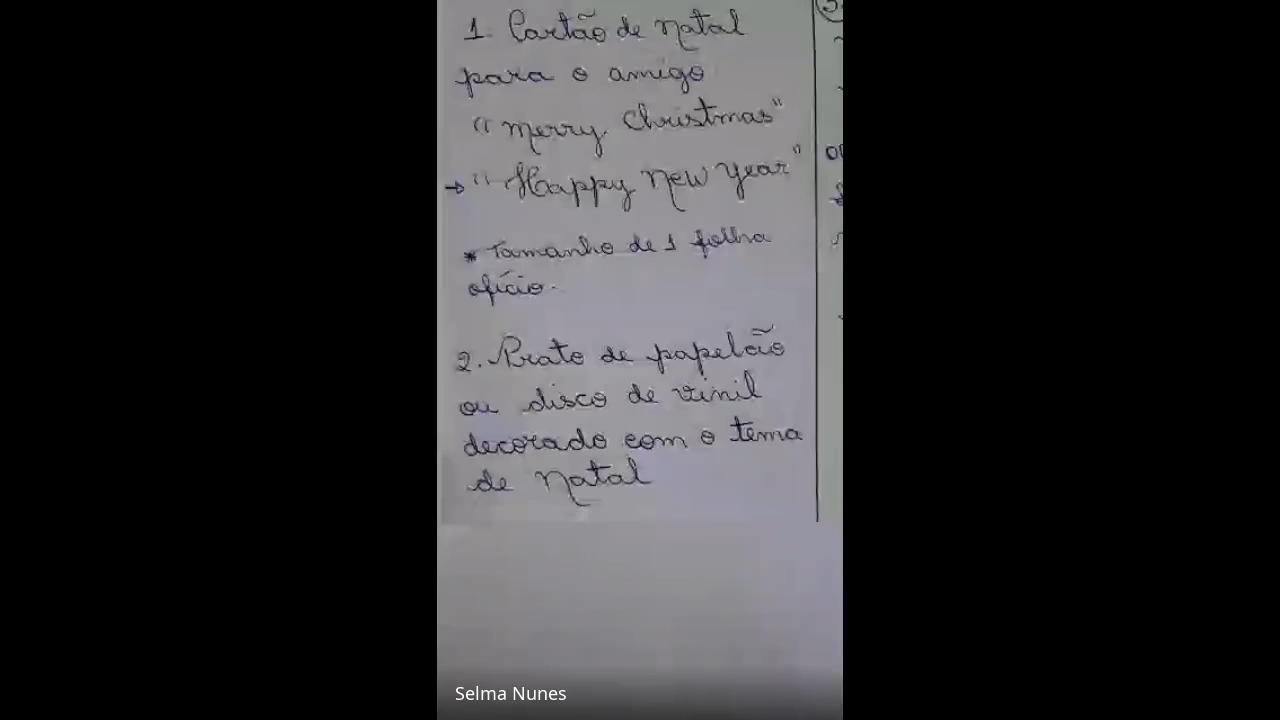 1. Cartão de natal
para o amigo
"Merry Christmas"
→ "Happy New Year"
* Tamanho de 1 folha
ofício.
2. Prato de papelão
ou disco de vinil
decorado com o tema
de Natal
Selma Nunes